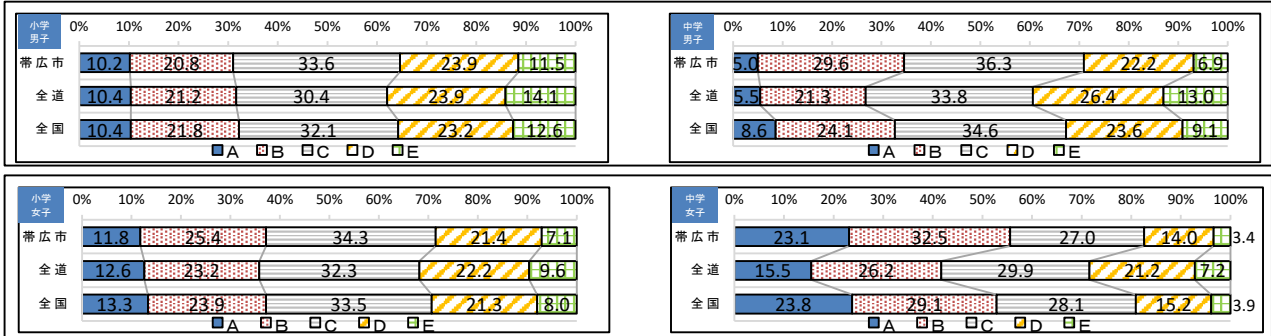 小学
男子
0% 10% 20% 30% 40% 50% 60% 70% 80% 90% 100%
帯広市 10.2 20.8 33.6 23.9 11.5
全道 10.4 21.2 30.4 23.9 14.1
全国 10.4 21.8 32.1 23.2 12.6
A B C D E
中学
男子
0% 10% 20% 30% 40% 50% 60% 70% 80% 90% 100%
帯広市 5.0 29.6 36.3 22.2 6.9
全道 5.5 21.3 33.8 26.4 13.0
全国 8.6 24.1 34.6 23.6 9.1
A B C D E
小学
女子
0% 10% 20% 30% 40% 50% 60% 70% 80% 90% 100%
帯広市 11.8 25.4 34.3 21.4 7.1
全道 12.6 23.2 32.3 22.2 9.6
全国 13.3 23.9 33.5 21.3 8.0
A B C D E
中学
女子
0% 10% 20% 30% 40% 50% 60% 70% 80% 90% 100%
帯広市 23.1 32.5 27.0 14.0 3.4
全道 15.5 26.2 29.9 21.2 7.2
全国 23.8 29.1 28.1 15.2 3.9
A B C D E